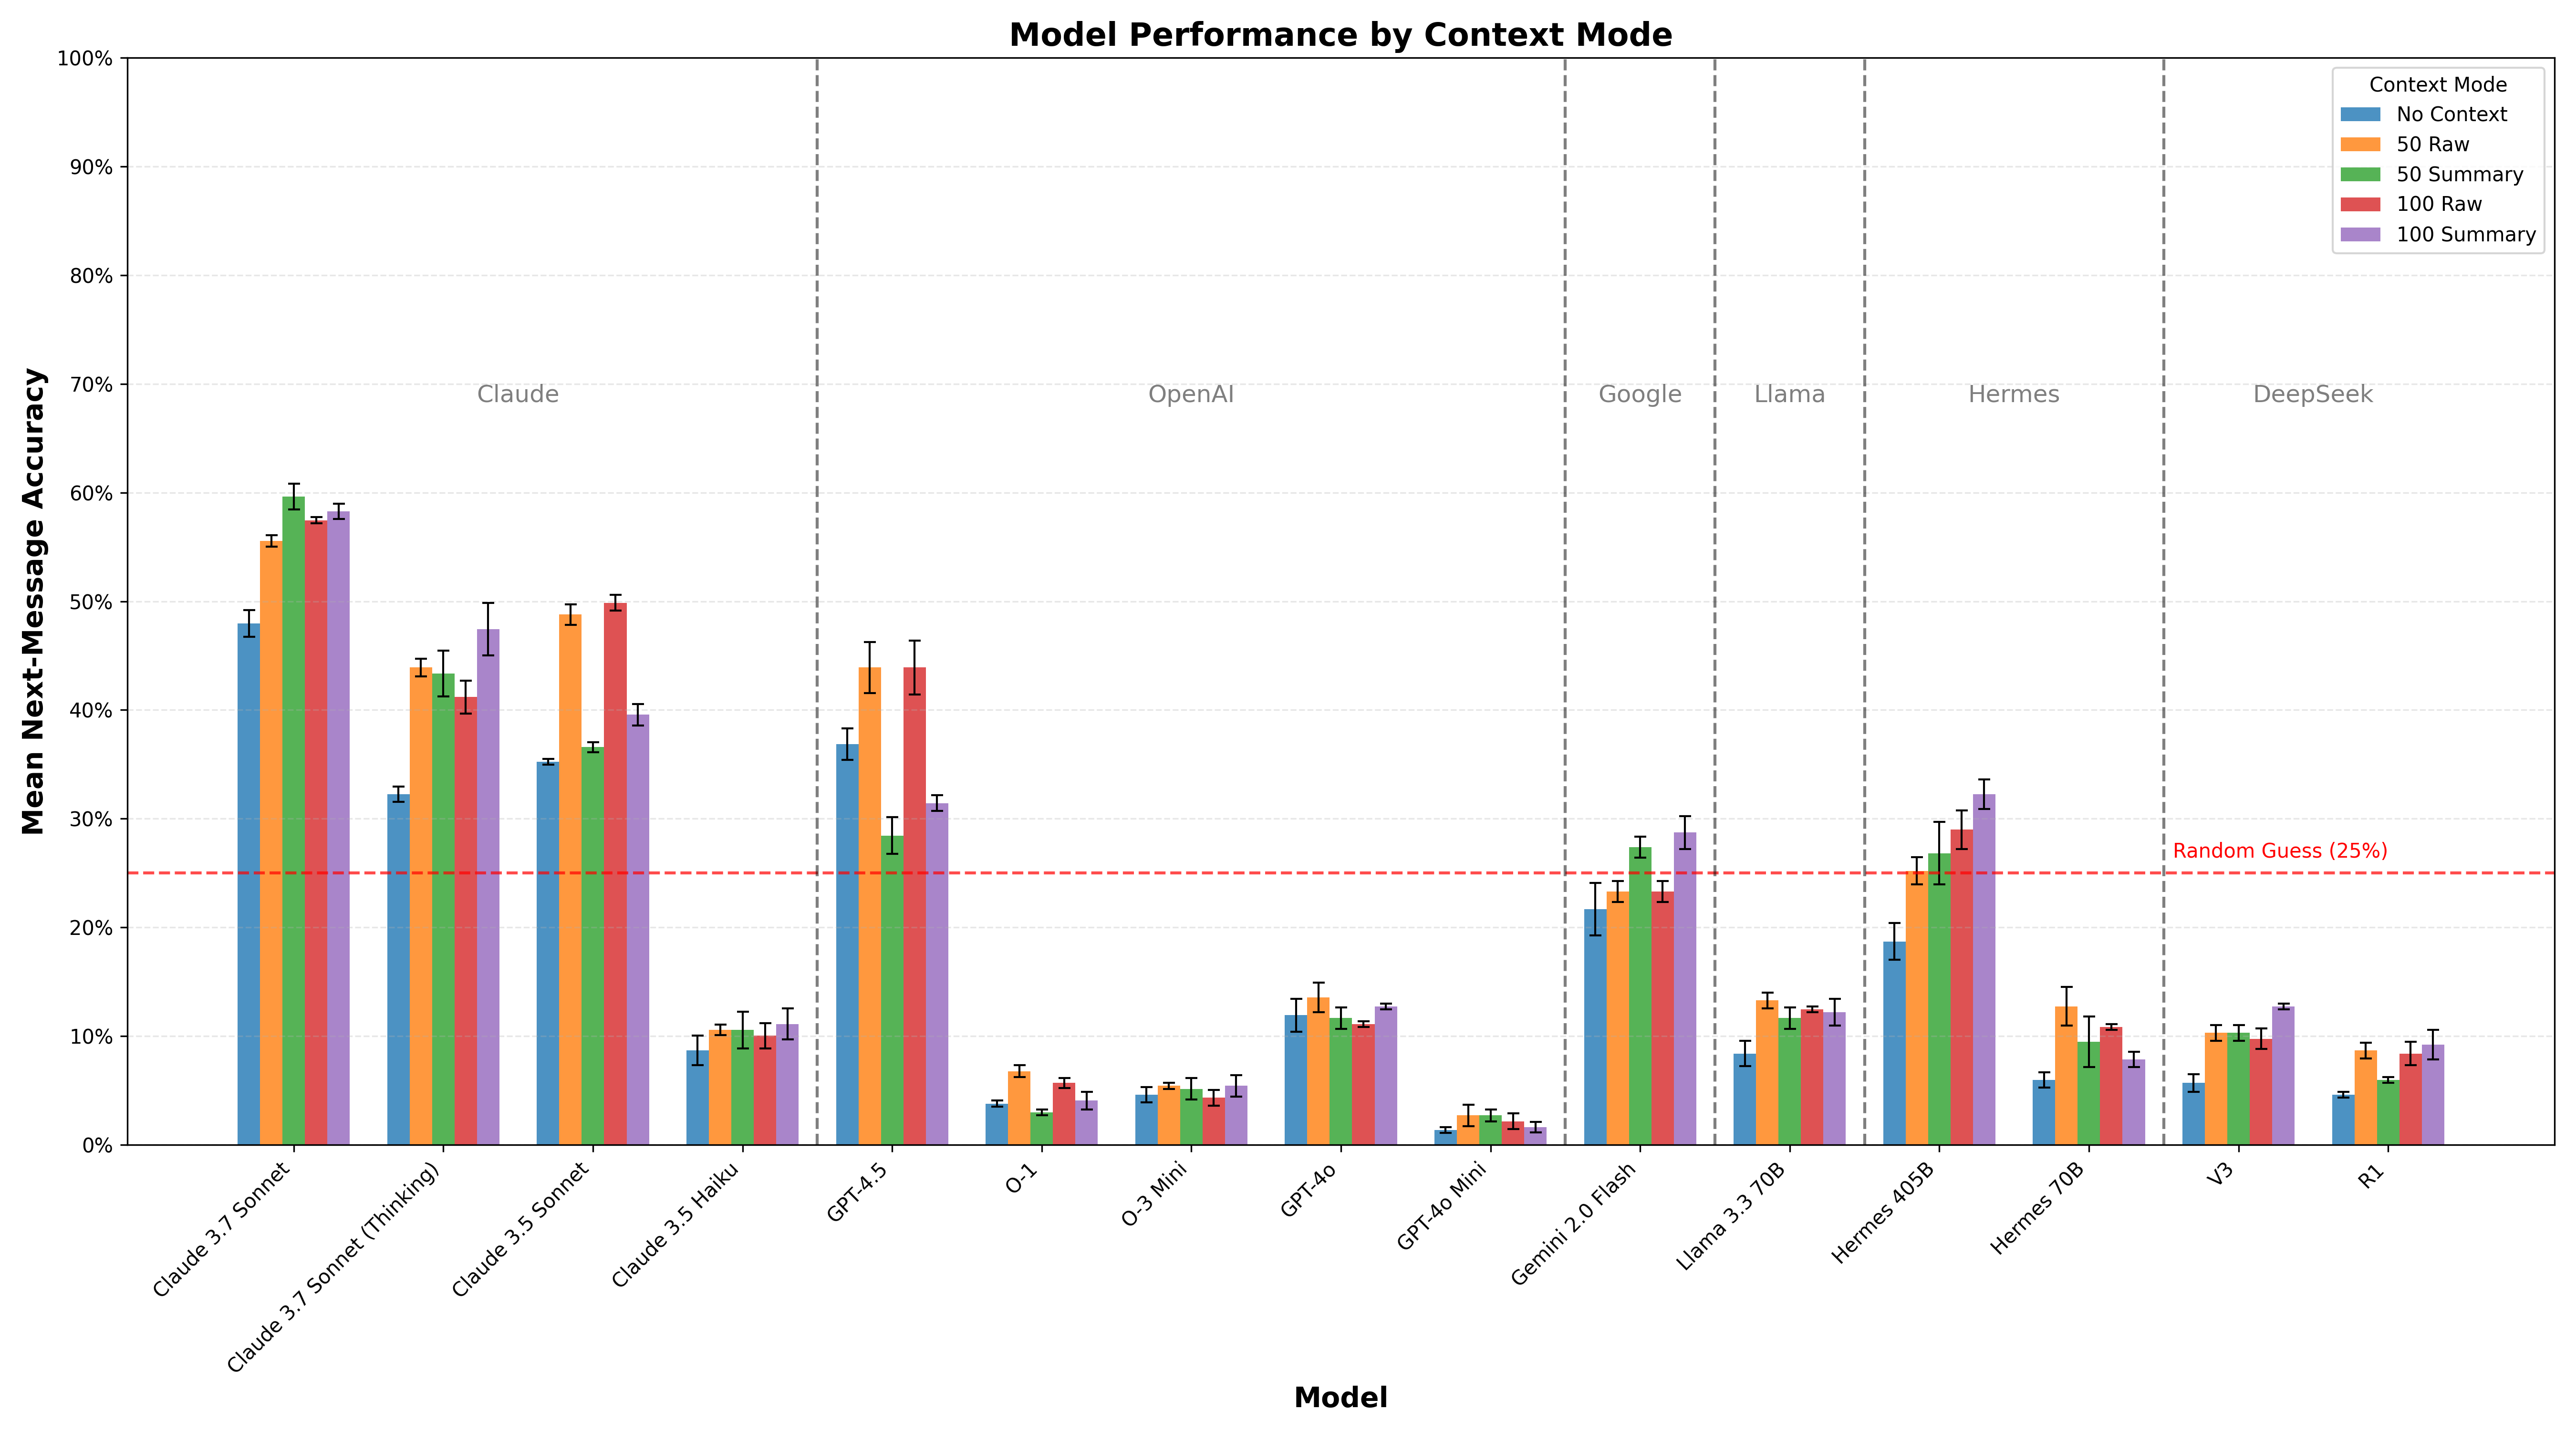 Model Performance by Context Mode
Mean Next-Message Accuracy
100%
90%
80%
70%
60%
50%
40%
30%
20%
10%
0%
Context Mode
No Context
50 Raw
50 Summary
100 Raw
100 Summary
Claude
OpenAI
Google
Llama
Hermes
DeepSeek
Random Guess (25%)
Claude 3.7 Sonnet
Claude 3.7 Sonnet (Thinking)
Claude 3.5 Sonnet
Claude 3.5 Haiku
GPT-4.5
O-1
O-3 Mini
GPT-4o
GPT-4o Mini
Gemini 2.0 Flash
Llama 3.3 70B
Hermes 405B
Hermes 70B
V3
R1
Model